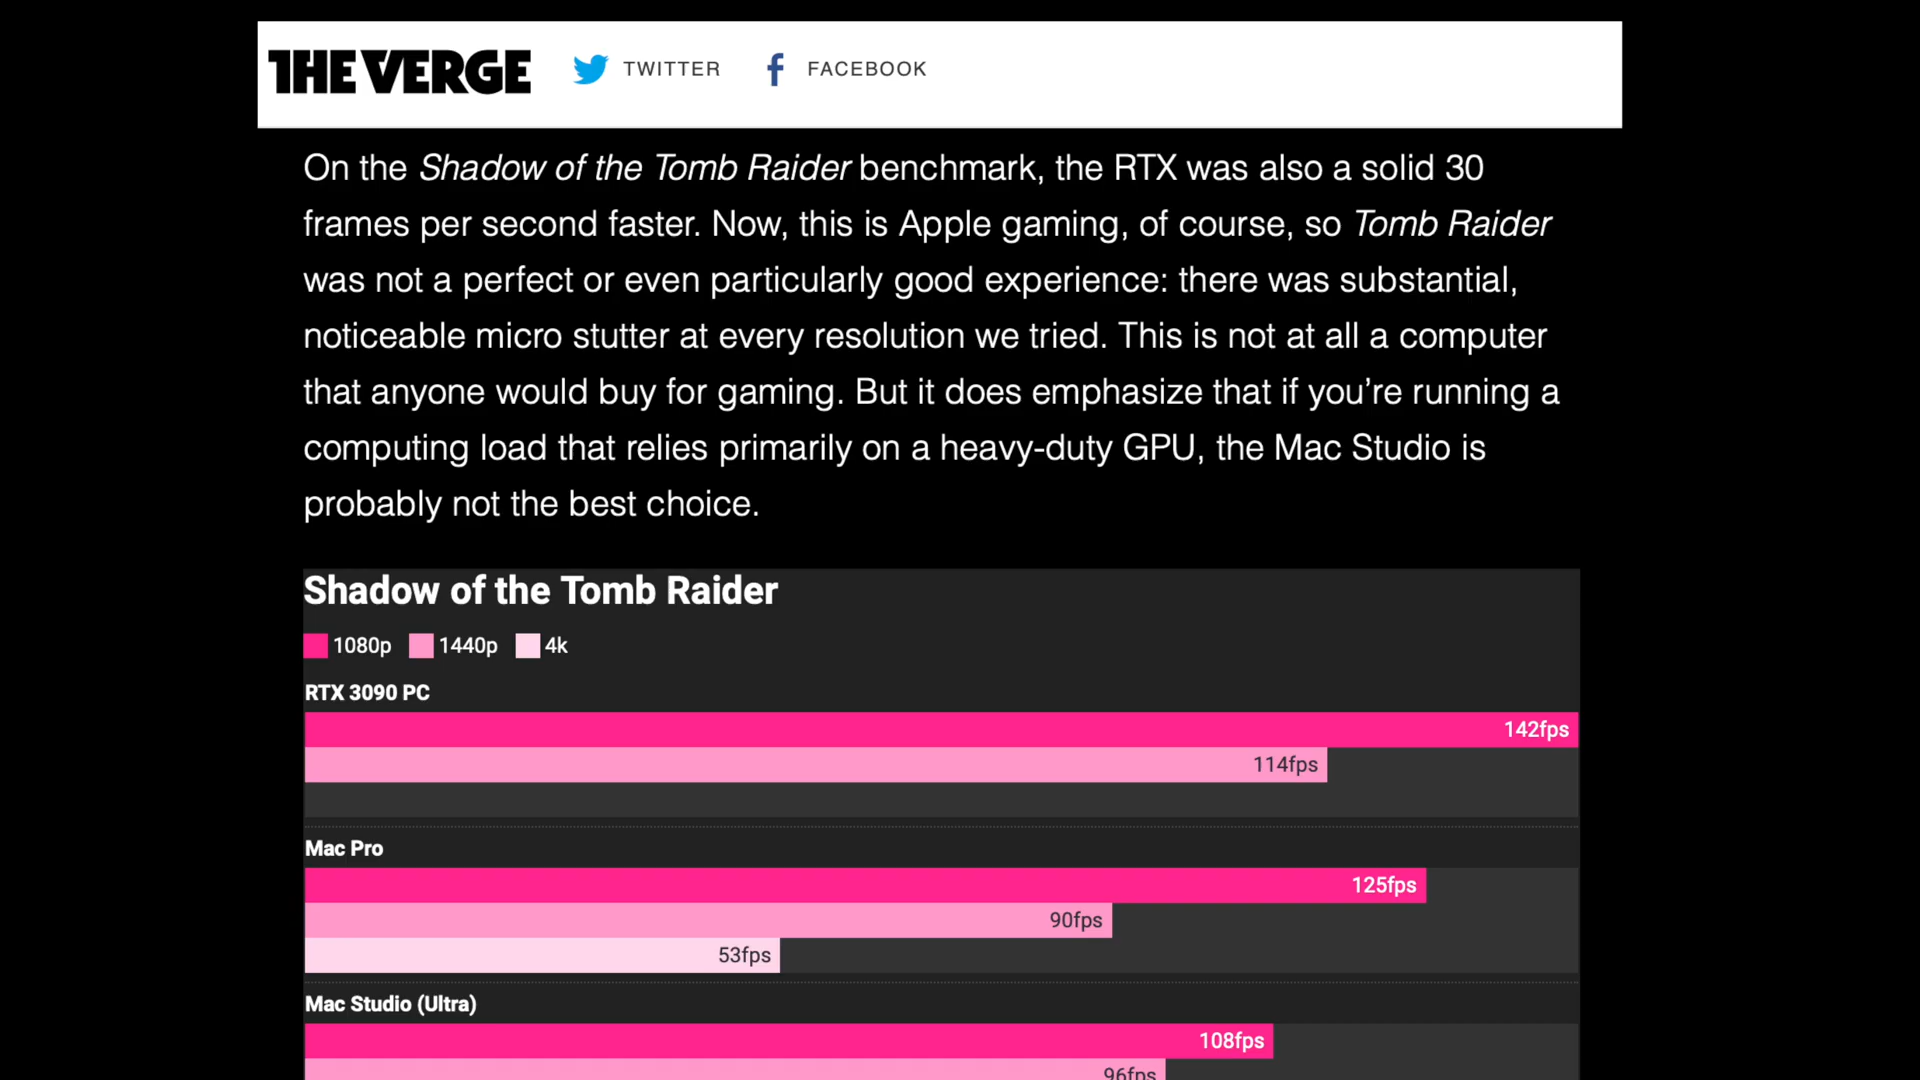 THE VERGE TWITTER FACEBOOK
On the Shadow of the Tomb Raider benchmark, the RTX was also a solid 30
frames per second faster. Now, this is Apple gaming, of course, so Tomb Raider
was not a perfect or even particularly good experience: there was substantial,
noticeable micro stutter at every resolution we tried. This is not at all a computer
that anyone would buy for gaming. But it does emphasize that if you’re running a
computing load that relies primarily on a heavy-duty GPU, the Mac Studio is
probably not the best choice.
Shadow of the Tomb Raider
1080p 1440p 4k
RTX 3090 PC
142fps
114fps
Mac Pro
125fps
90fps
53fps
Mac Studio (Ultra)
108fps
96fps